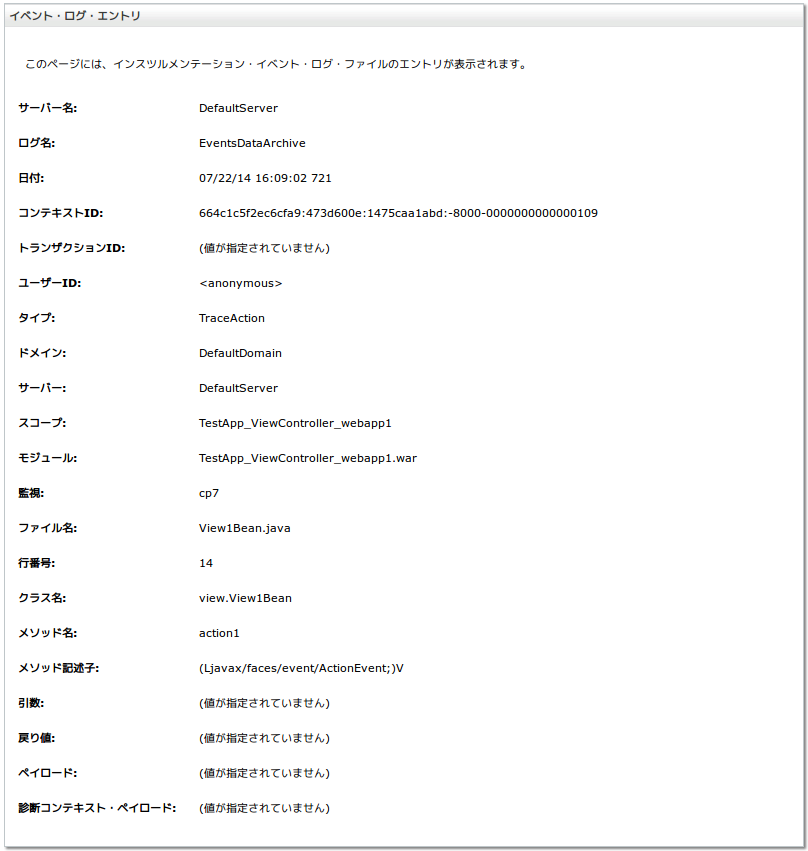 イベント・ログ・エントリ
このページには、インスツルメンテーション・イベント・ログ・ファイルのエントリが表示されます。
サーバー名: DefaultServer
ログ名: EventsDataArchive
日付: 07/22/14 16:09:02 721
コンテキストID: 664c1c5f2ec6cfa9:473d600e:1475caa1abd:-8000-0000000000000109
トランザクションID: (値が指定されていません)
ユーザーID: <anonymous>
タイプ: TraceAction
ドメイン: DefaultDomain
サーバー: DefaultServer
スコープ: TestApp_ViewController_webapp1
モジュール: TestApp_ViewController_webapp1.war
監視: cp7
ファイル名: View1Bean.java
行番号: 14
クラス名: view.View1Bean
メソッド名: action1
メソッド記述子: (Ljavax/faces/event/ActionEvent;)V
引数: (値が指定されていません)
戻り値: (値が指定されていません)
ペイロード: (値が指定されていません)
診断コンテキスト・ペイロード: (値が指定されていません)